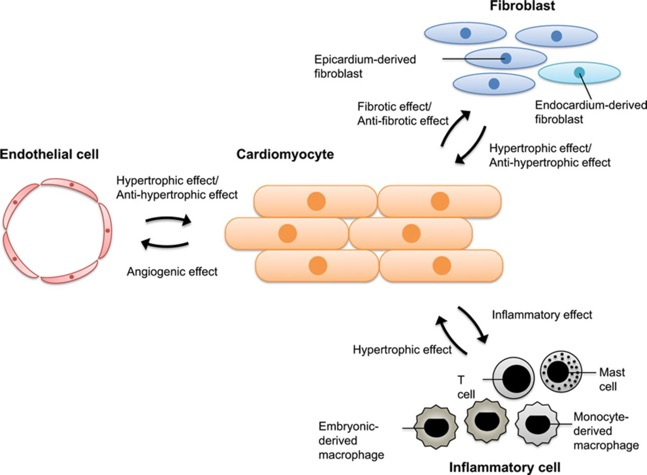 Fibroblast
Epicardium-derived
fibroblast
Endocardium-derived
fibroblast
Fibrotic effect/
Anti-fibrotic effect
Hypertrophic effect/
Anti-hypertrophic effect
Endothelial cell
Cardiomyocyte
Hypertrophic effect/
Anti-hypertrophic effect
Angiogenic effect
Inflammatory effect
Hypertrophic effect
T
cell
Mast
cell
Embryonic-
derived
macrophage
Monocyte-
derived
macrophage
Inflammatory cell